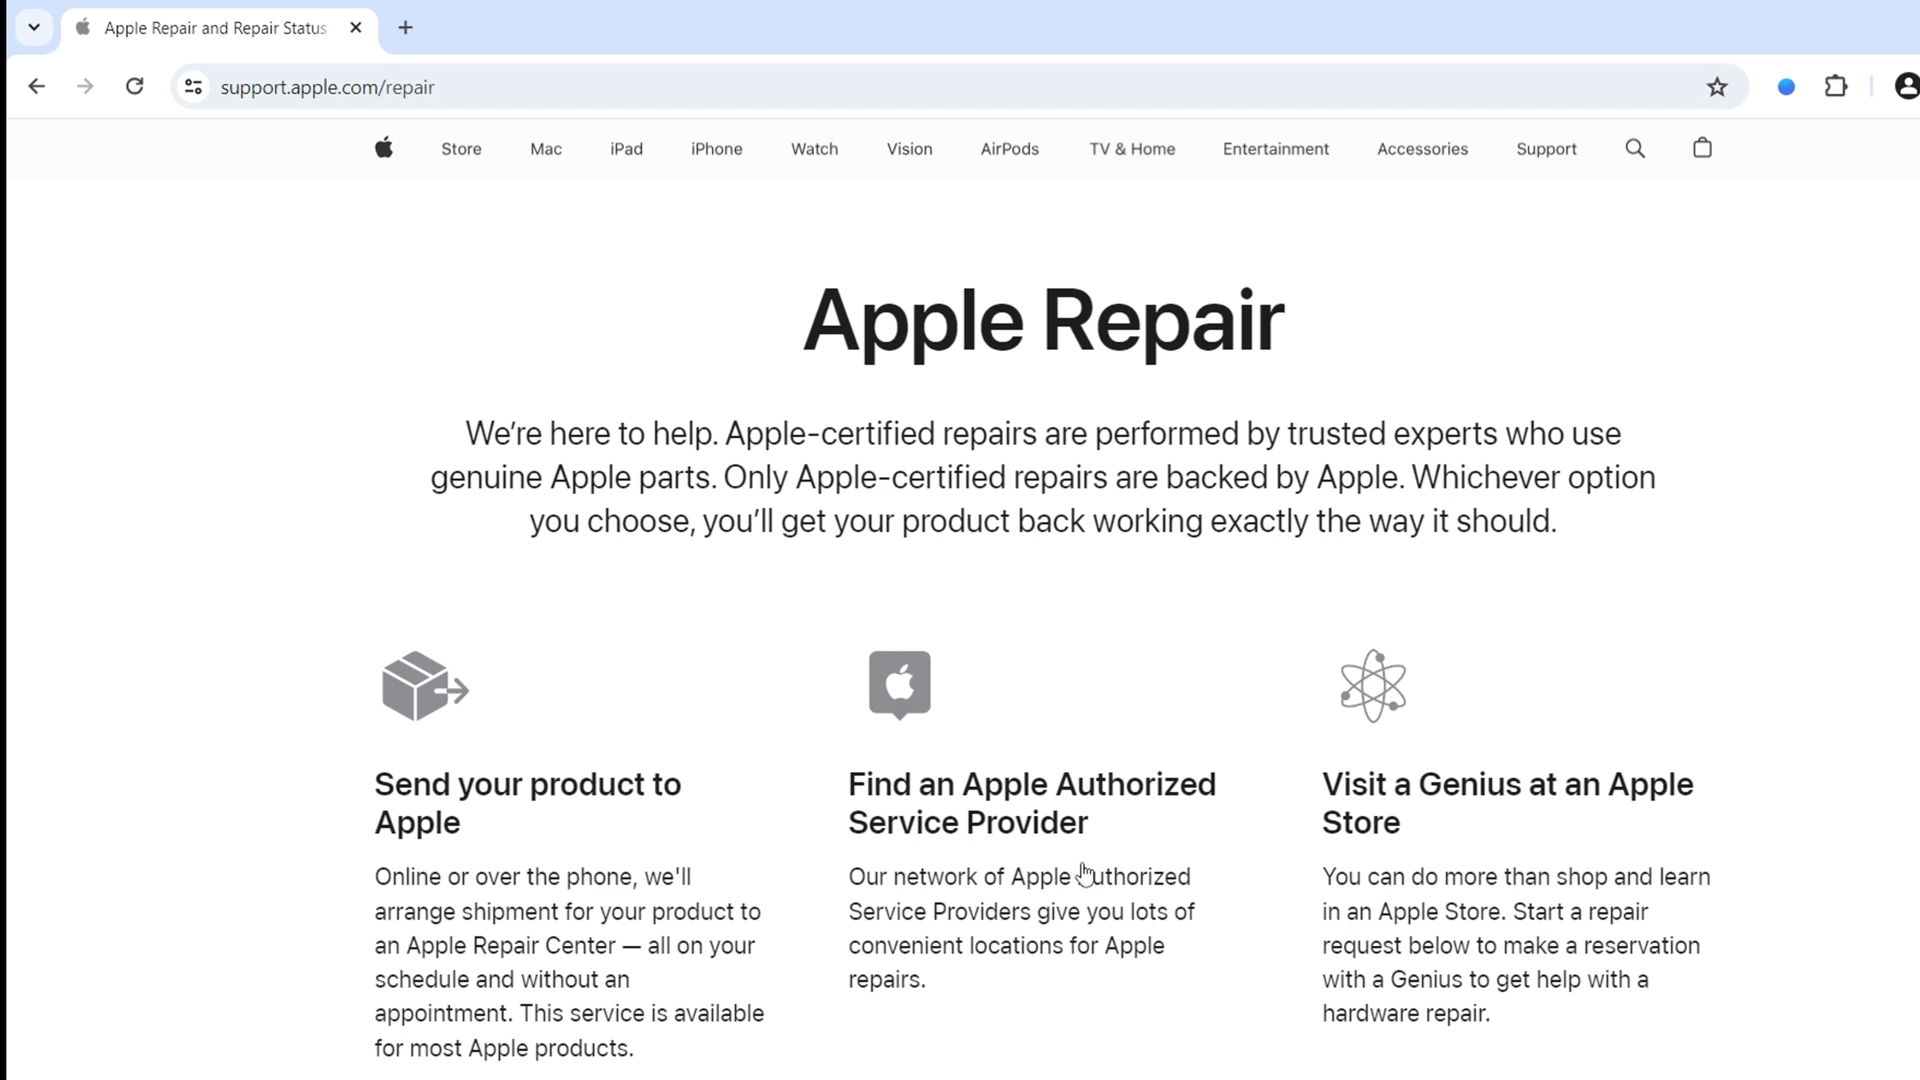 Apple Repair and Repair Status
support.apple.com/repair
Store Mac iPad iPhone Watch Vision AirPods TV & Home Entertainment Accessories Support
Apple Repair
We’re here to help. Apple-certified repairs are performed by trusted experts who use
genuine Apple parts. Only Apple-certified repairs are backed by Apple. Whichever option
you choose, you’ll get your product back working exactly the way it should.
Send your product to
Apple
Online or over the phone, we'll
arrange shipment for your product to
an Apple Repair Center — all on your
schedule and without an
appointment. This service is available
for most Apple products.
Find an Apple Authorized
Service Provider
Our network of Apple Authorized
Service Providers give you lots of
convenient locations for Apple
repairs.
Visit a Genius at an Apple
Store
You can do more than shop and learn
in an Apple Store. Start a repair
request below to make a reservation
with a Genius to get help with a
hardware repair.